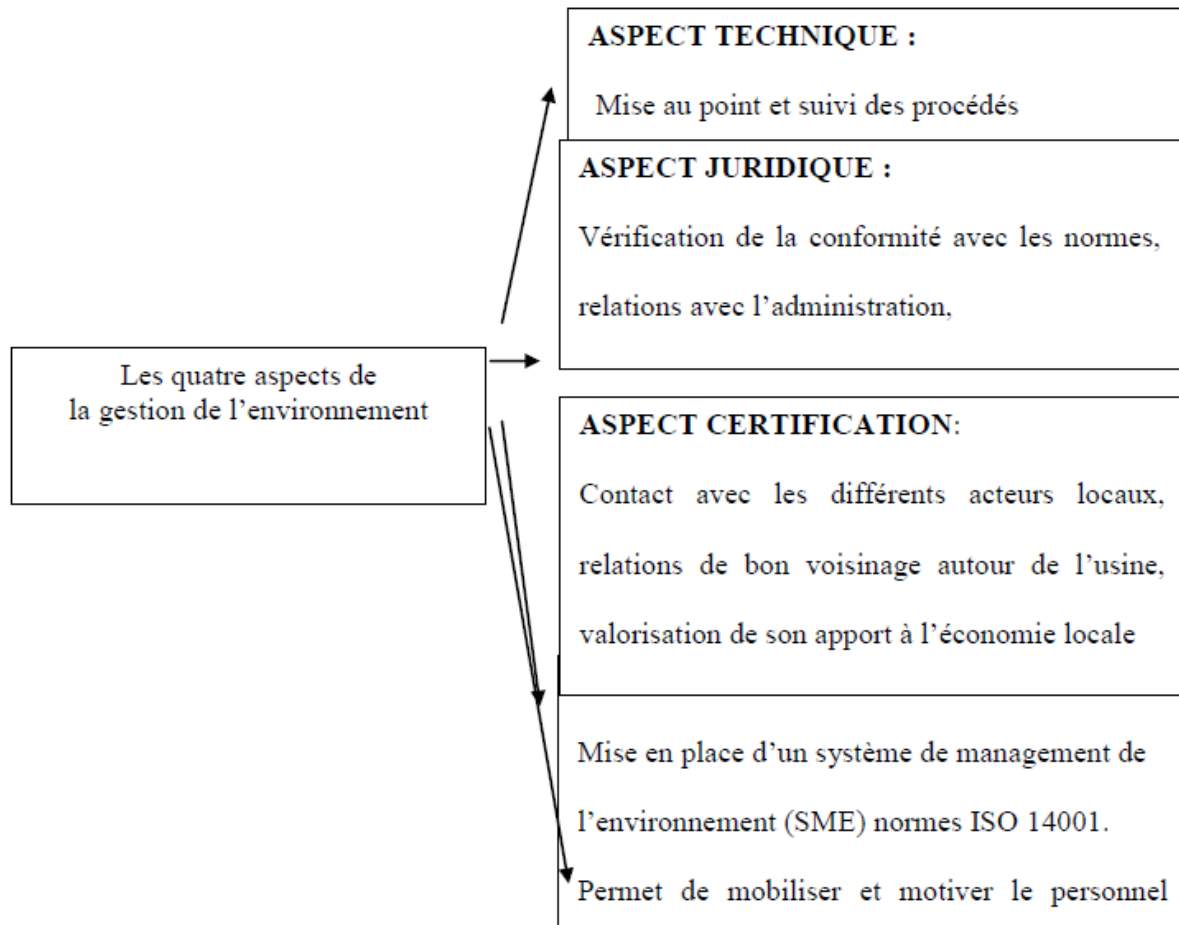 ASPECT TECHNIQUE :
Mise au point et suivi des procédés
ASPECT JURIDIQUE :
Vérification de la conformité avec les normes,
relations avec l’administration,
Les quatre aspects de
la gestion de l’environnement
ASPECT CERTIFICATION:
Contact avec les différents acteurs locaux,
relations de bon voisinage autour de l’usine,
valorisation de son apport à l’économie locale
Mise en place d’un système de management de
l’environnement (SME) normes ISO 14001.
Permet de mobiliser et motiver le personnel